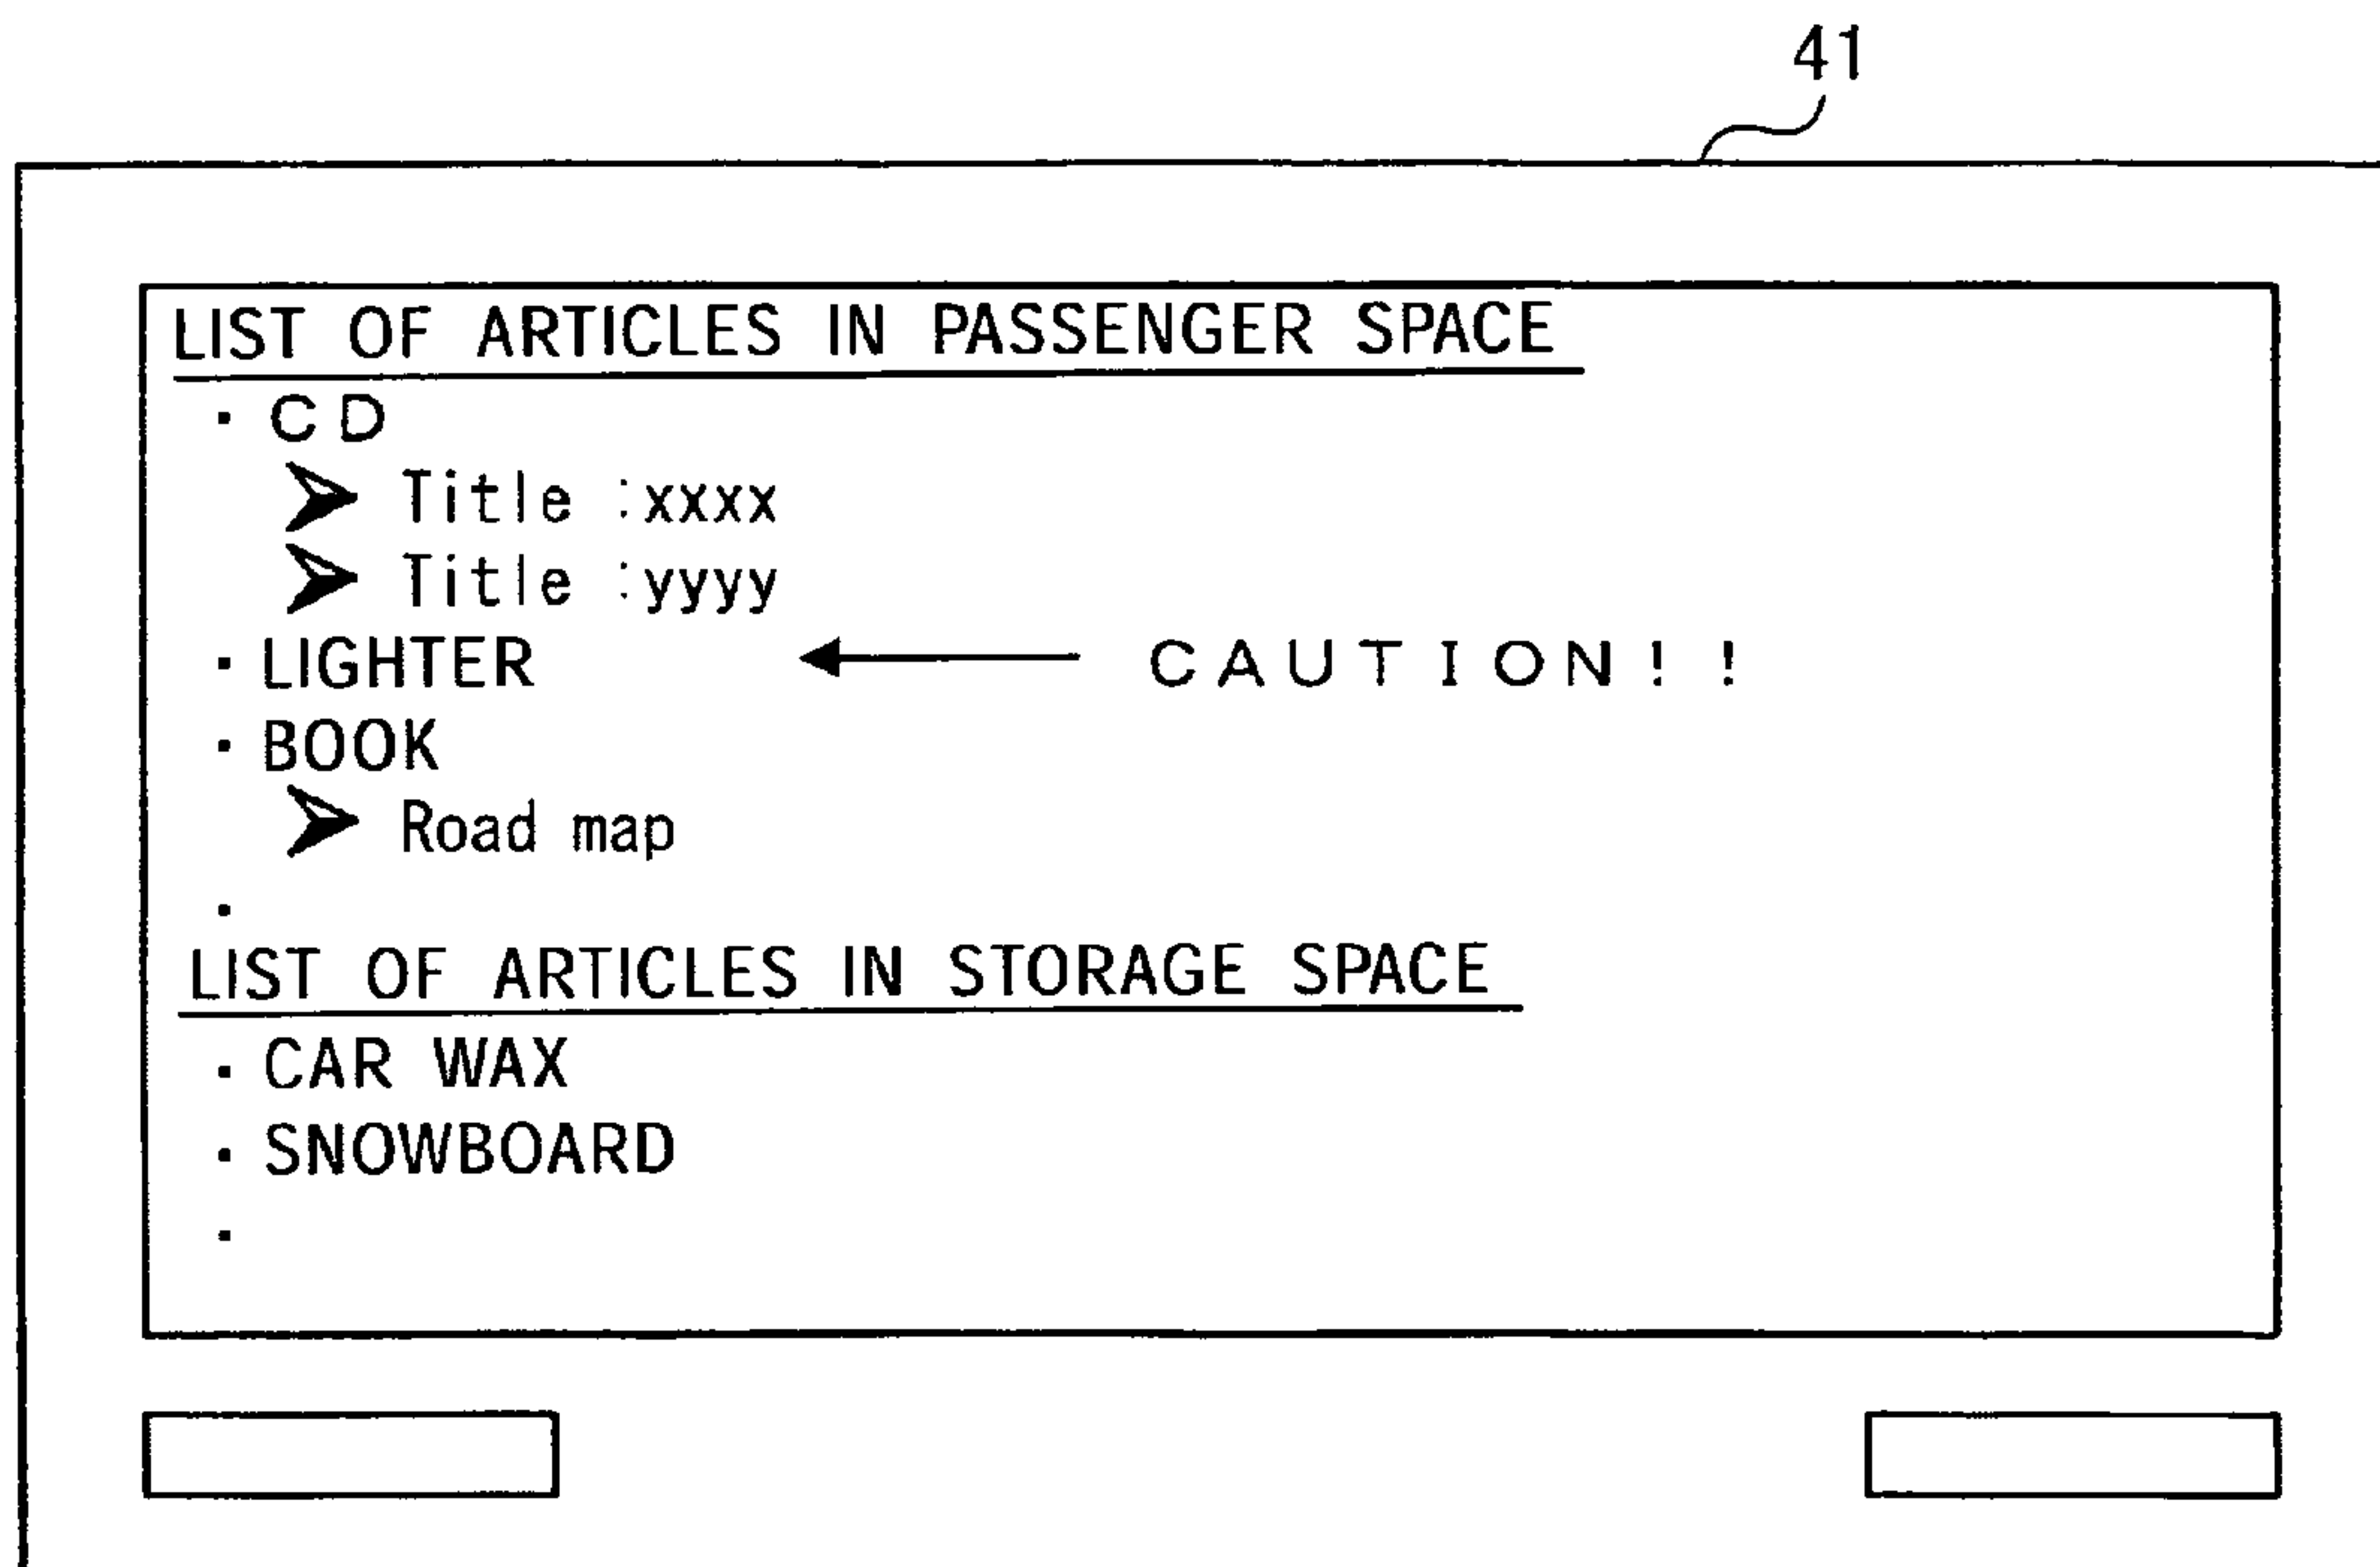 41
LIST OF ARTICLES IN PASSENGER SPACE
・CD
➢ Title :xxxx
➢ Title :yyyy
・LIGHTER ← CAUTION!!
・BOOK
➢ Road map
・
LIST OF ARTICLES IN STORAGE SPACE
・CAR WAX
・SNOWBOARD
・